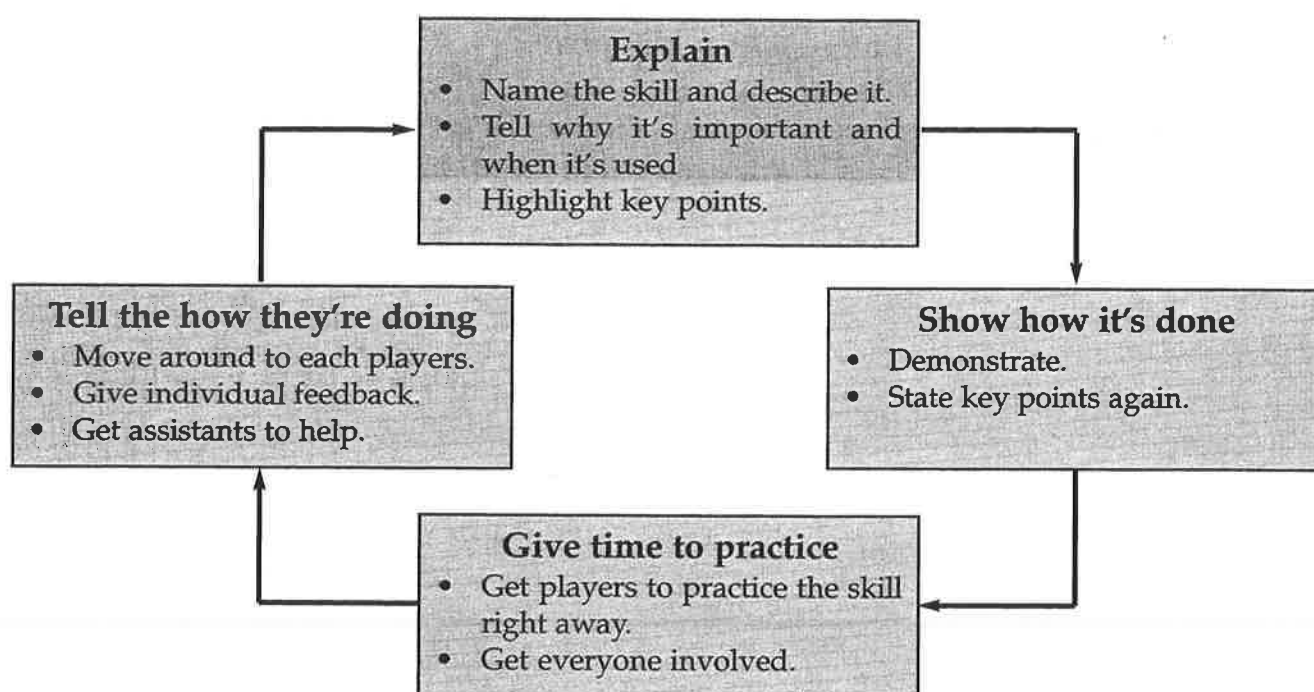 Explain
• Name the skill and describe it.
• Tell why it's important and
when it's used
• Highlight key points.
Show how it's done
• Demonstrate.
• State key points again.
Give time to practice
• Get players to practice the skill
right away.
• Get everyone involved.
Tell the how they're doing
• Move around to each players.
• Give individual feedback.
• Get assistants to help.